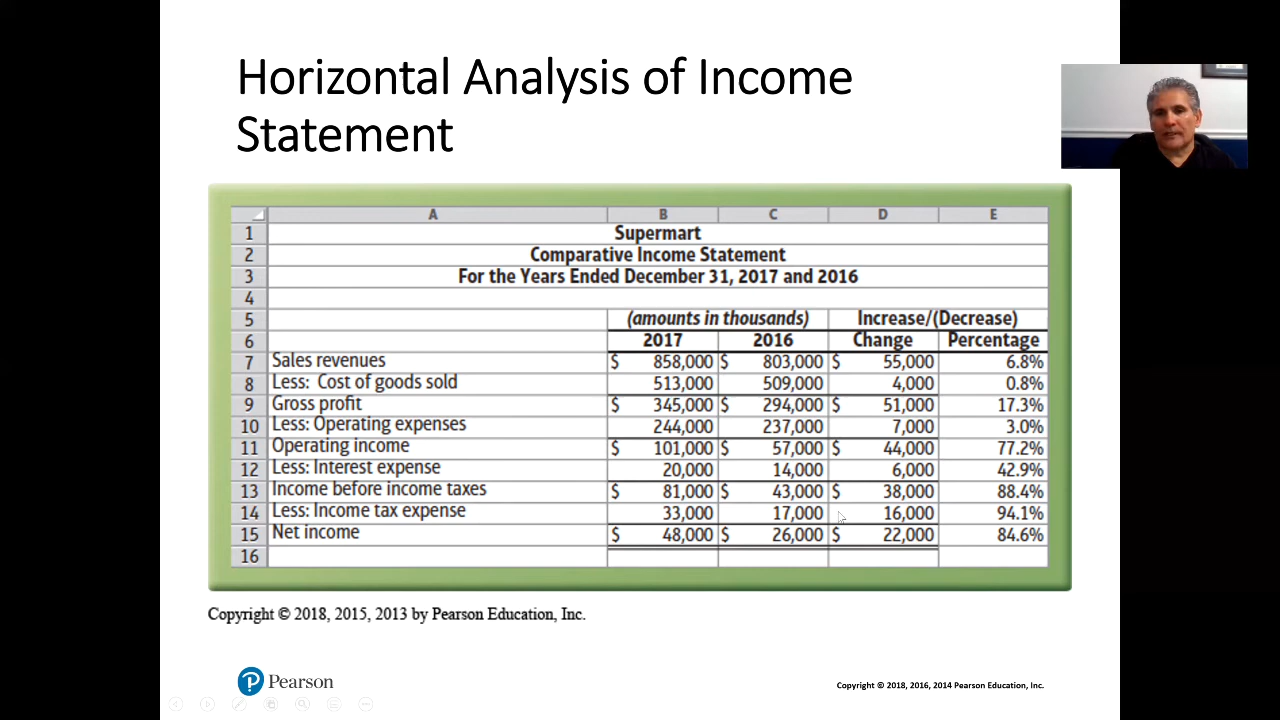 Horizontal Analysis of Income
Statement
A B C D E
1 Supermart
2 Comparative Income Statement
3 For the Years Ended December 31, 2017 and 2016
4
5 (amounts in thousands) Increase/(Decrease)
6 2017 2016 Change Percentage
7 Sales revenues $ 858,000 $ 803,000 $ 55,000 6.8%
8 Less: Cost of goods sold 513,000 509,000 4,000 0.8%
9 Gross profit $ 345,000 $ 294,000 $ 51,000 17.3%
10 Less: Operating expenses 244,000 237,000 7,000 3.0%
11 Operating income $ 101,000 $ 57,000 $ 44,000 77.2%
12 Less: Interest expense 20,000 14,000 6,000 42.9%
13 Income before income taxes $ 81,000 $ 43,000 $ 38,000 88.4%
14 Less: Income tax expense 33,000 17,000 16,000 94.1%
15 Net income $ 48,000 $ 26,000 $ 22,000 84.6%
16
Copyright © 2018, 2015, 2013 by Pearson Education, Inc.
P Pearson
Copyright © 2018, 2016, 2014 Pearson Education, Inc.